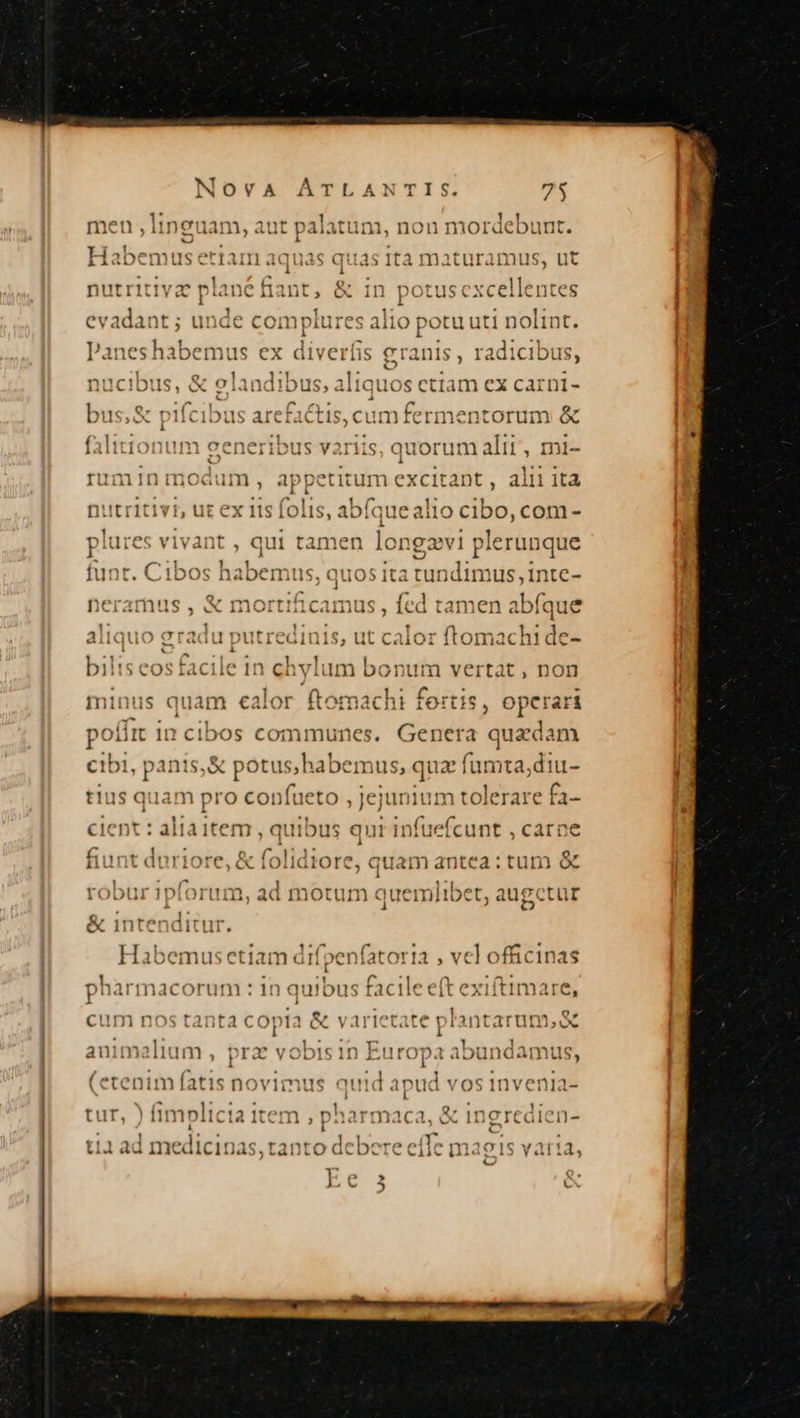 Nova Atlantis. 75
men, linguam, aut palatum, non mordebunt.
Habemus etiam aquas quas ita maturamus, ut
nutritivæ planè fiant, & in potus excellentes
evadant; unde complures alio potu uti nolint.
Panes habemus ex diverſis granis, radicibus,
nucibus, & glandibus, aliquos etiam ex carni-
bus, & piſcibus arefactis, cum fermentorum &
ſalitionum generibus variis, quorum alii, mi-
rum in modum, appetitum excitant, alii ita
nutritivi, ut ex iis ſolis, abſque alio cibo, com-
plures vivant, qui tamen longævi plerunque
ſunt. Cibos habemus, quos ita tundimus, inte-
neramus, & mortificamus, ſed tamen abſque
aliquo gradu putredinis, ut calor ſtomachi de-
bilis eos facile in chylum bonum vertat, non
minus quam calor ſtomachi fortis, operari
poſſit in cibos communes. Genera quædam
cibi, panis, & potus, habemus, quæ ſumta, diu-
tius quam pro conſueto, jejunium tolerare fa-
cient: alia item, quibus qui inſueſcunt, carne
fiunt duriore, & ſolidiore, quam antea: tum &
robur ipſorum, ad motum quemlibet, augetur
& intenditur.
Habemus etiam diſpenſatoria, vel officinas
pharmacorum: in quibus facile eſt exiſtimare,
cum nos tanta copia & varietate plantarum, &
animalium, præ vobis in Europa abundamus,
(etenim ſatis novimus quid apud vos invenia-
tur,) ſimplicia item, pharmaca, & ingredien-
tia ad medicinas, tanto debere eſſe magis varia,
Ee 3 &